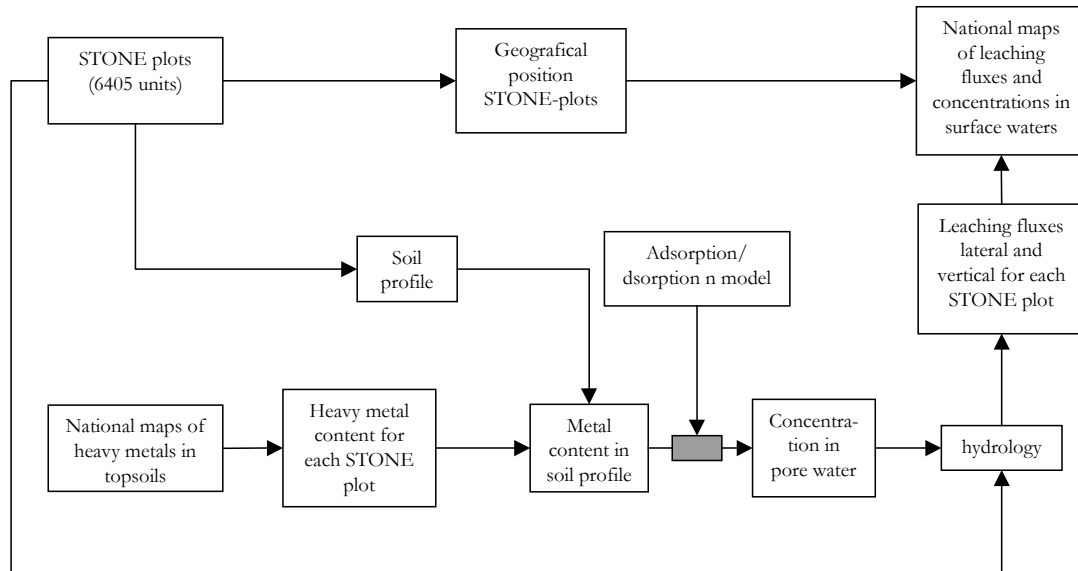 STONE plots
(6405 units)
Geografical
position
STONE-plots
National maps
of leaching
fluxes and
concentrations in
surface waters
Soil
profile
Adsorption/
dsorption n model
Leaching fluxes
lateral and
vertical for each
STONE plot
National maps of
heavy metals in
topsoils
Heavy metal
content for
each STONE
plot
Metal
content in
soil profile
Concentra-
tion in
pore water
hydrology